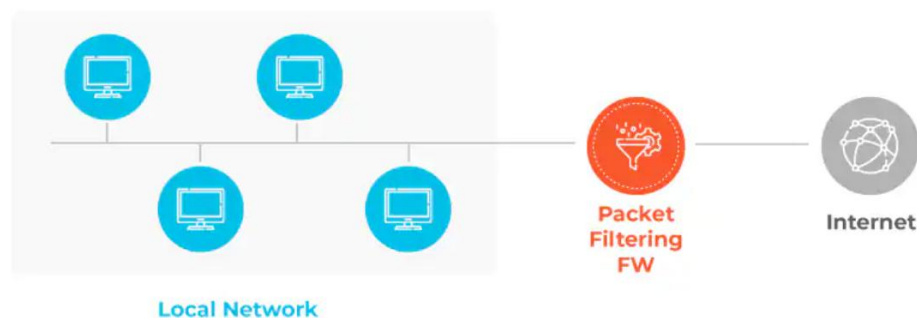 Packet
Filtering
FW
Internet
Local Network